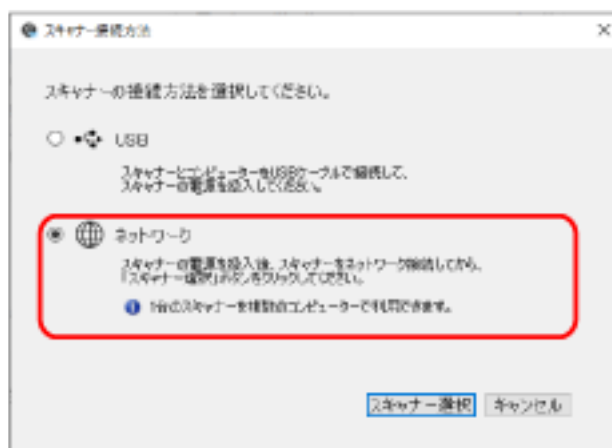 スキャナー接続方法
スキャナーの接続方法を選択してください。
USB
スキャナーとコンピューターをUSBケーブルで接続して、
スキャナーの電源を投入してください。
ネットワーク
スキャナーの電源を投入後、スキャナーをネットワーク接続してから、
「スキャナー選択」ボタンをクリックしてください。
1台のスキャナーを複数のコンピューターで利用できます。
スキャナー選択 キャンセル